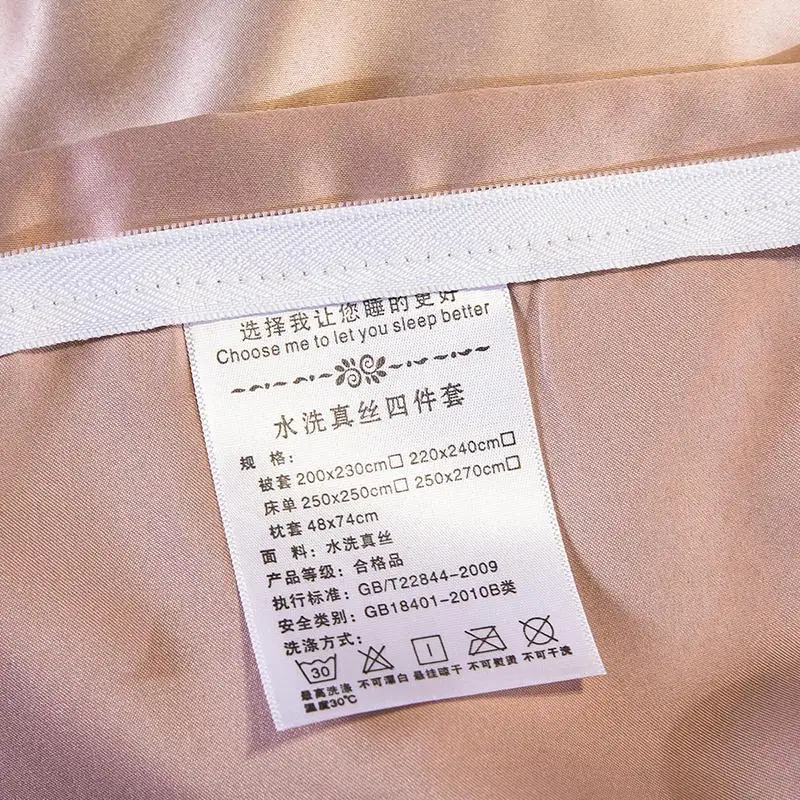 选择我让您睡的更好
Choose me to let you sleep better
水洗真丝四件套
规 格：
被套 200x230cm□ 220x240cm□
床单 250x250cm□ 250x270cm□
枕套 48x74cm
面 料：水洗真丝
产品等级：合格品
执行标准：GB/T22844-2009
安全类别：GB18401-2010B类
洗涤方式：
30
最高洗涤 不可漂白 悬挂晾干 不可熨烫 不可干洗
温度30℃